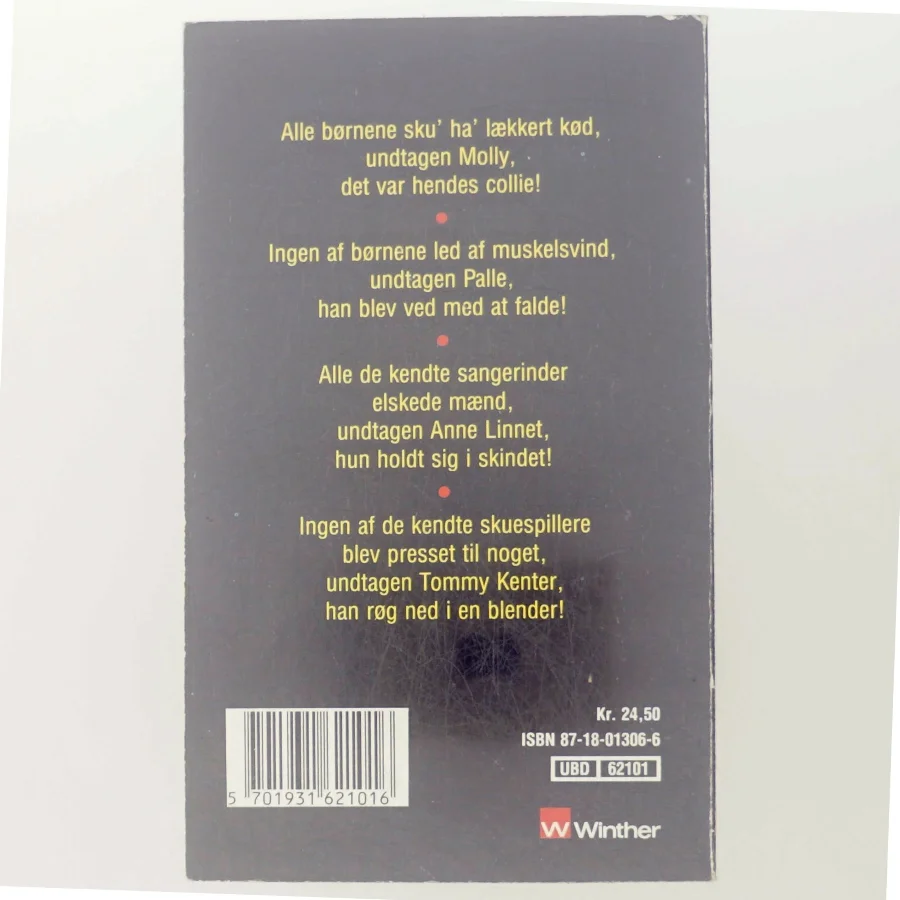 Alle børnene sku' ha' lækkert kød,
undtagen Molly,
det var hendes collie!
Ingen af børnene led af muskelsvind,
undtagen Palle,
han blev ved med at falde!
Alle de kendte sangerinder
elskede mænd,
undtagen Anne Linnet,
hun holdt sig i skindet!
Ingen af de kendte skuespillere
blev presset til noget,
undtagen Tommy Kenter,
han røg ned i en blender!
Kr. 24,50
ISBN 87-18-01306-6
UBD 62101
5 701931 621016
W Winther